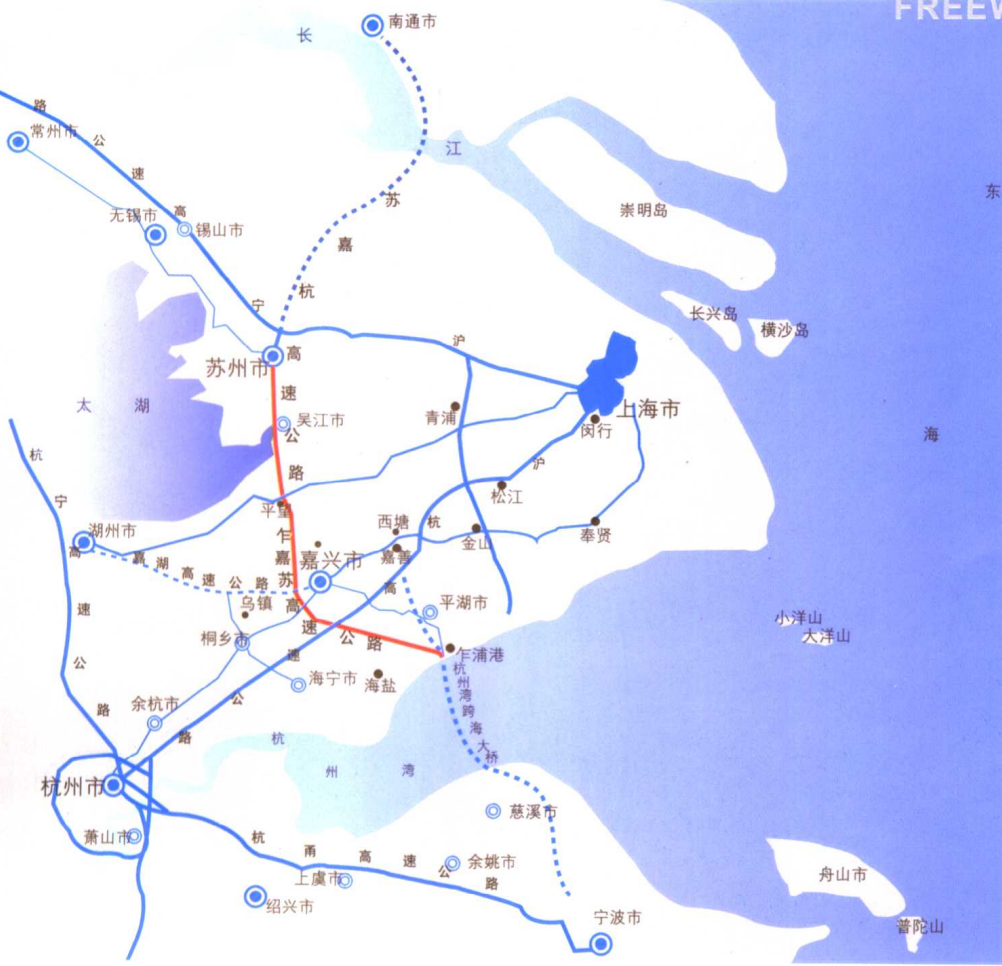 FREEW
南通市
长
江
常州市
无锡市
锡山市
路
公
速
高
宁
沪
苏
嘉
杭
高
速
公
路
崇明岛
长兴岛
横沙岛
东
海
苏州市
吴江市
太湖
上海市
青浦
闵行
松江
金山
奉贤
平望
西塘
嘉善
嘉兴市
乌镇
桐乡市
平湖市
乍浦港
海宁市
海盐
余杭市
湖州市
嘉湖高速公路
乍
嘉
苏
高
速
公
路
沪
杭
高
速
公
路
杭
宁
高
速
公
路
杭
州
湾
跨
海
大
桥
杭
州
湾
小洋山
大洋山
杭州市
萧山市
慈溪市
余姚市
上虞市
绍兴市
宁波市
杭
甬
高
速
公
路
舟山市
普陀山